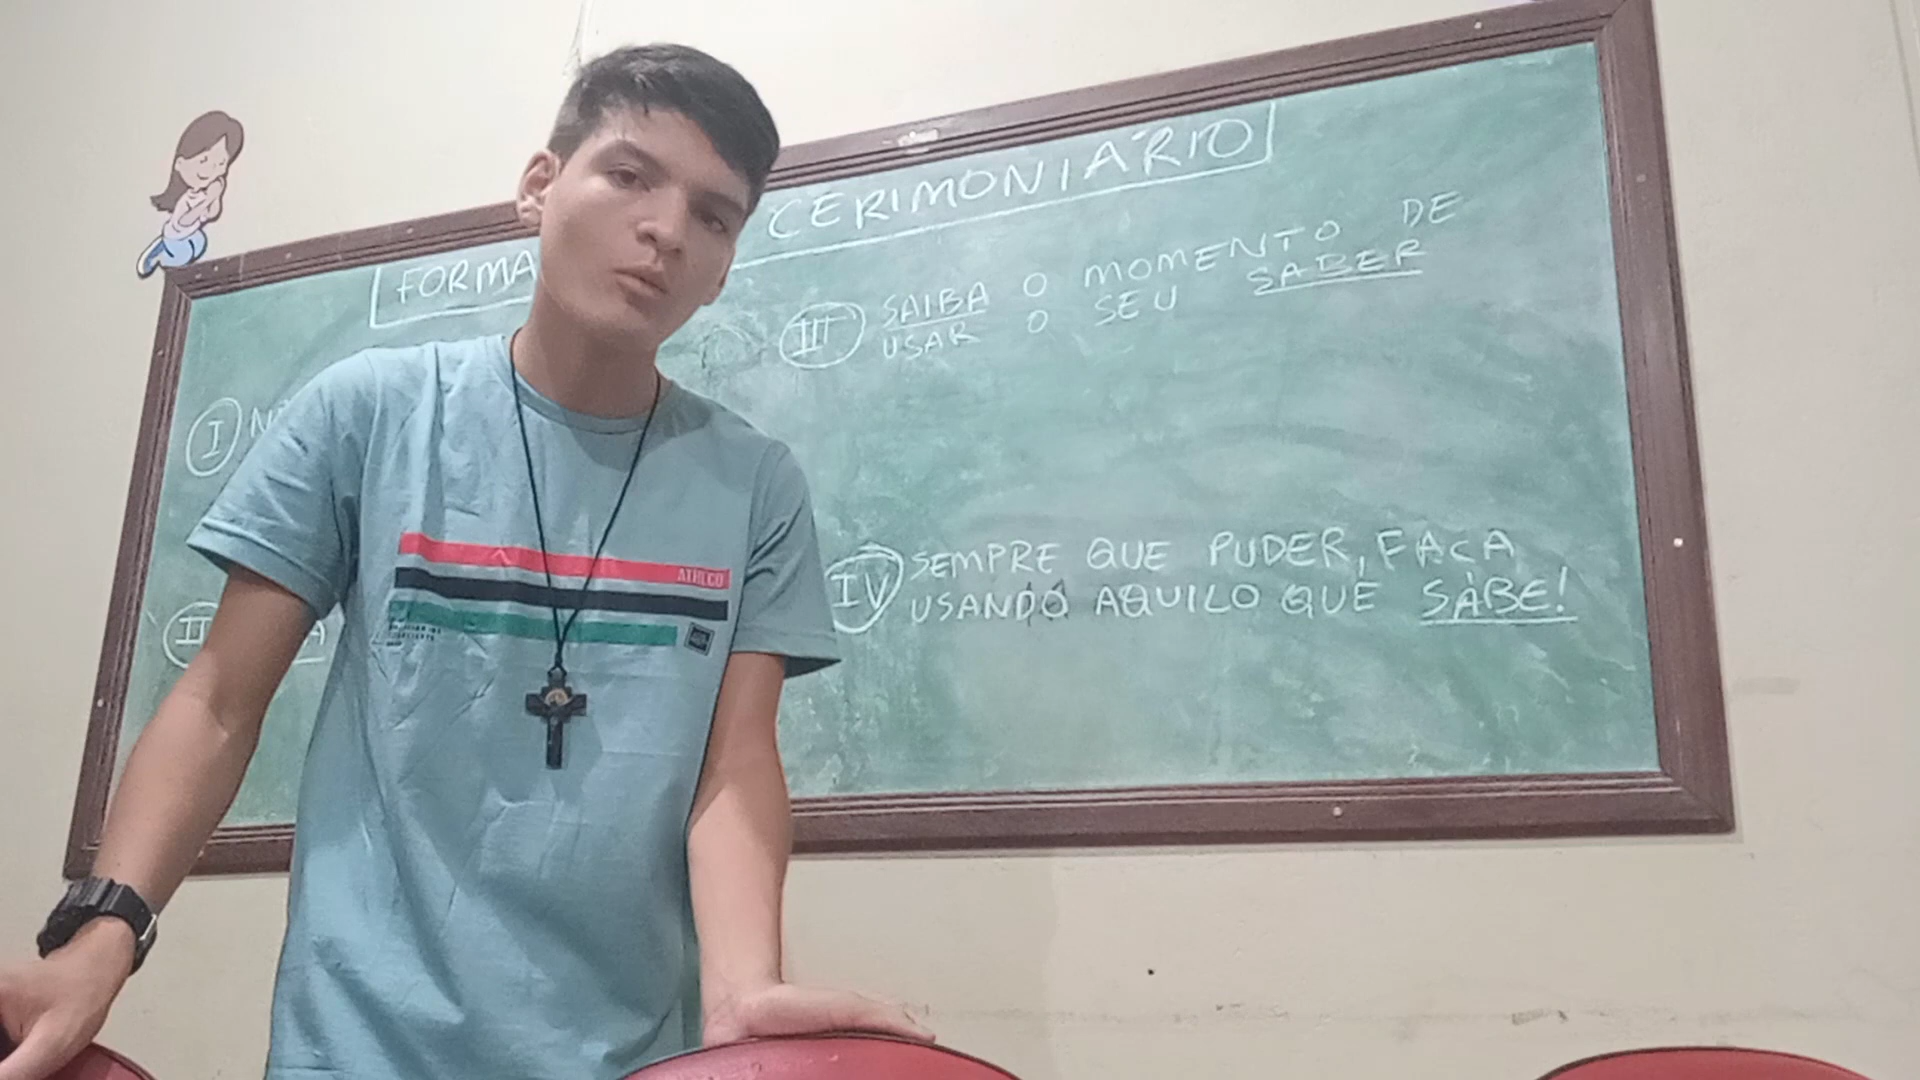 FORMA CERIMONIÁRIO
I
II
III SAIBA O MOMENTO DE
USAR O SEU SABER
IV SEMPRE QUE PUDER, FAÇA
USANDO AQUILO QUE SABE!
ATHLCO